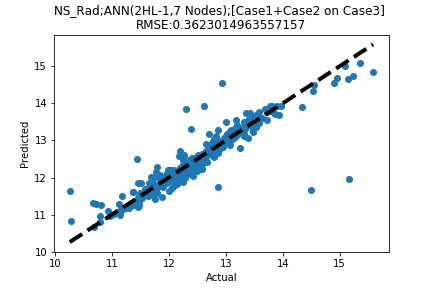 NS_Rad;ANN(2HL-1,7 Nodes);[Case1+Case2 on Case3]
RMSE:0.3623014963557157
15
14
13
12
11
10
Predicted
10 11 12 13 14 15
Actual